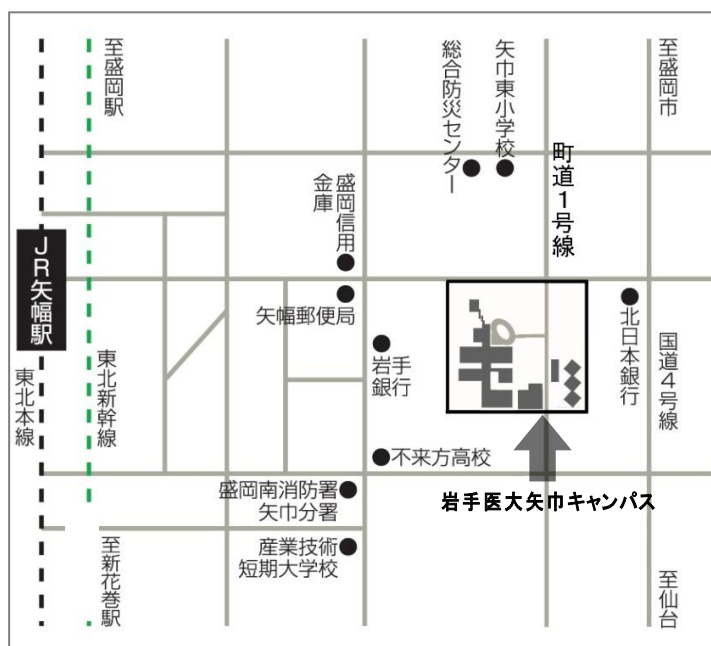 至盛岡駅
総合防災センター
矢巾東小学校
至盛岡市
町道1号線
盛岡信用
金庫
JR矢幅駅
矢幅郵便局
北日本銀行
岩手
銀行
国道4号線
東北新幹線
東北本線
不来方高校
盛岡南消防署
矢巾分署
岩手医大矢巾キャンパス
産業技術
短期大学校
至新花巻駅
至仙台